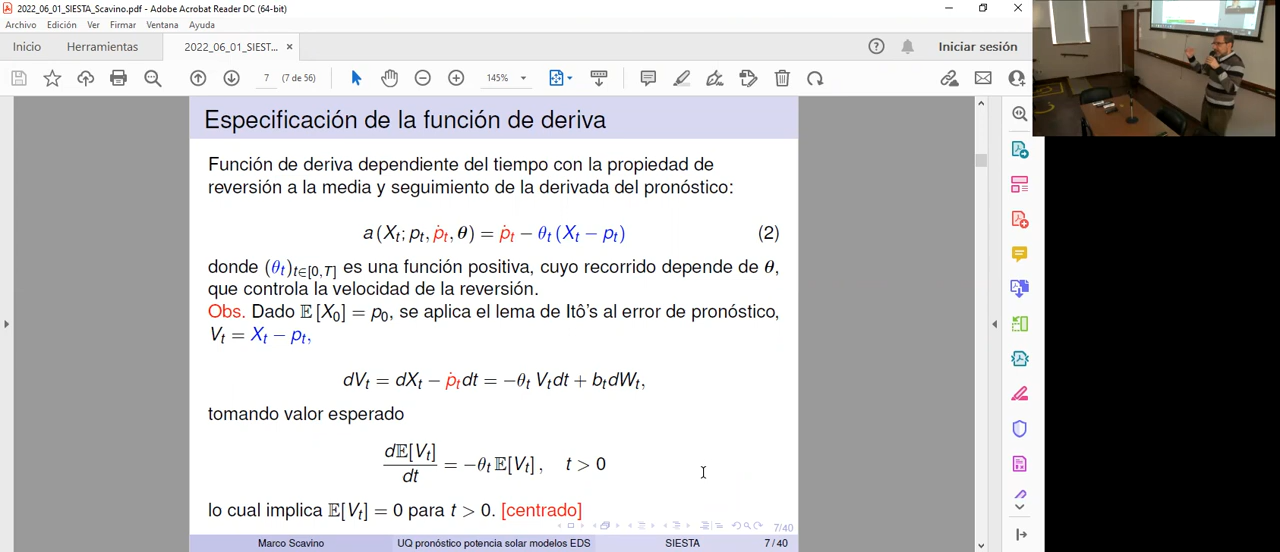 2022_06_01_SIESTA_Scavino.pdf - Adobe Acrobat Reader DC (64-bit)
Archivo Edición Ver Firmar Ventana Ayuda
Inicio Herramientas 2022_06_01_SIEST... × Iniciar sesión
7 (7 de 56) 145%
Especificación de la función de deriva
Función de deriva dependiente del tiempo con la propiedad de
reversión a la media y seguimiento de la derivada del pronóstico:
a(X_t; p_t, ṗ_t, θ) = ṗ_t − θ_t (X_t − p_t) (2)
donde (θ_t)_{t∈[0,T]} es una función positiva, cuyo recorrido depende de θ,
que controla la velocidad de la reversión.
Obs. Dado 𝔼[X_0] = p_0, se aplica el lema de Itô's al error de pronóstico,
V_t = X_t − p_t,
dV_t = dX_t − ṗ_t dt = −θ_t V_t dt + b_t dW_t,
tomando valor esperado
d𝔼[V_t]/dt = −θ_t 𝔼[V_t], t > 0
lo cual implica 𝔼[V_t] = 0 para t > 0. [centrado]
7/40
Marco Scavino UQ pronóstico potencia solar modelos EDS SIESTA 7 / 40